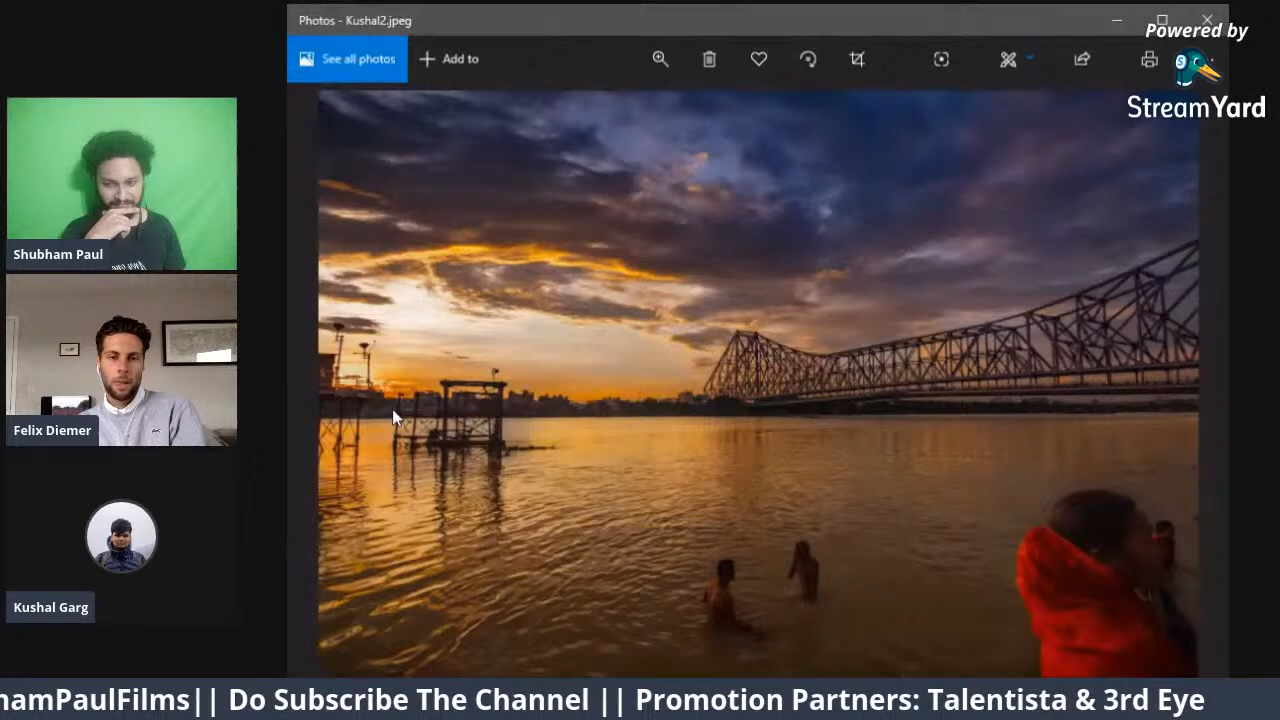 Photos - Kushal2.jpeg
Powered by
See all photos
Add to
S
StreamYard
Shubham Paul
Felix Diemer
Kushal Garg
hamPaulFilms|| Do Subscribe The Channel || Promotion Partners: Talentista & 3rd Eye